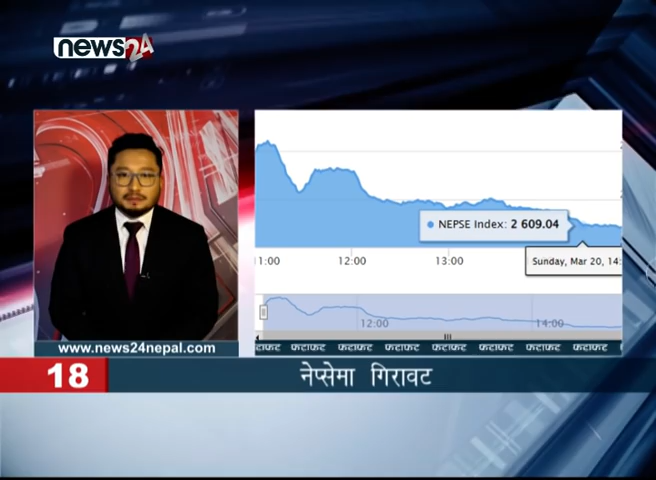 news24
NEPSE Index: 2 609.04
11:00 12:00 13:00
Sunday, Mar 20, 14:
12:00 14:00
फटाफट फटाफट फटाफट फटाफट फटाफट फटाफट फटाफट
www.news24nepal.com
18 नेप्सेमा गिरावट